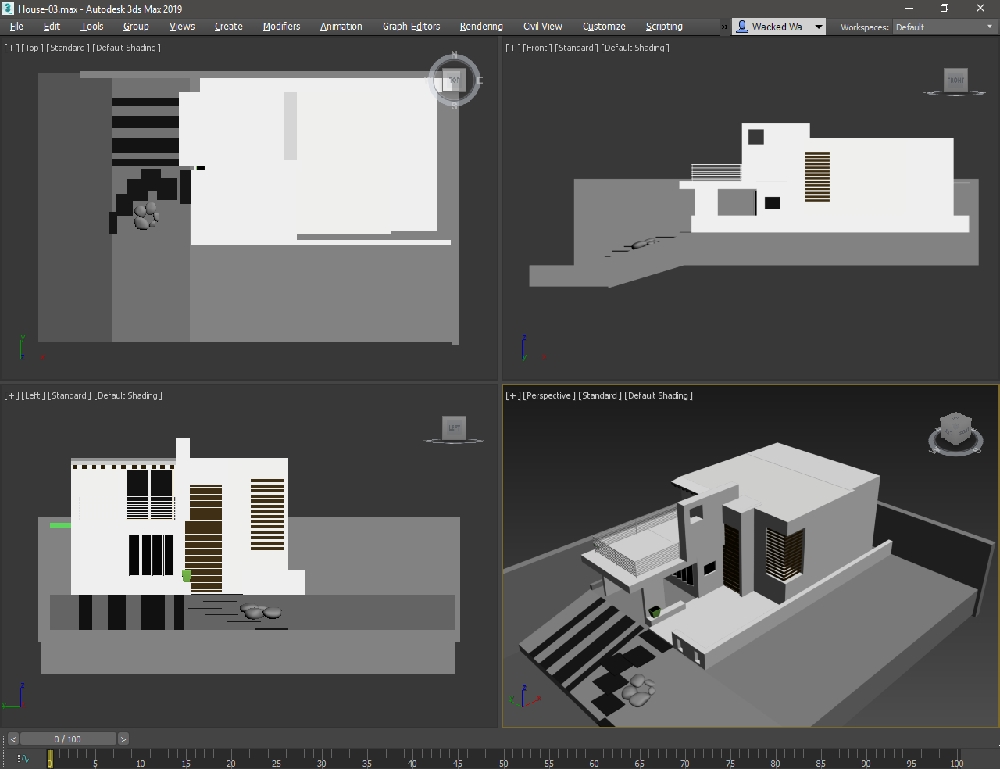 House-03.max - Autodesk 3ds Max 2019
File Edit Tools Group Views Create Modifiers Animation Graph Editors Rendering Civil View Customize Scripting » Wacked Wa Workspaces: Default
[+] [Top] [Standard] [Default Shading]
[+] [Front] [Standard] [Default Shading]
N
TOP
S
FRONT
[+] [Left] [Standard] [Default Shading]
[+] [Perspective] [Standard] [Default Shading]
LEFT
< 0 / 100 >
0 5 10 15 20 25 30 35 40 45 50 55 60 65 70 75 80 85 90 95 100